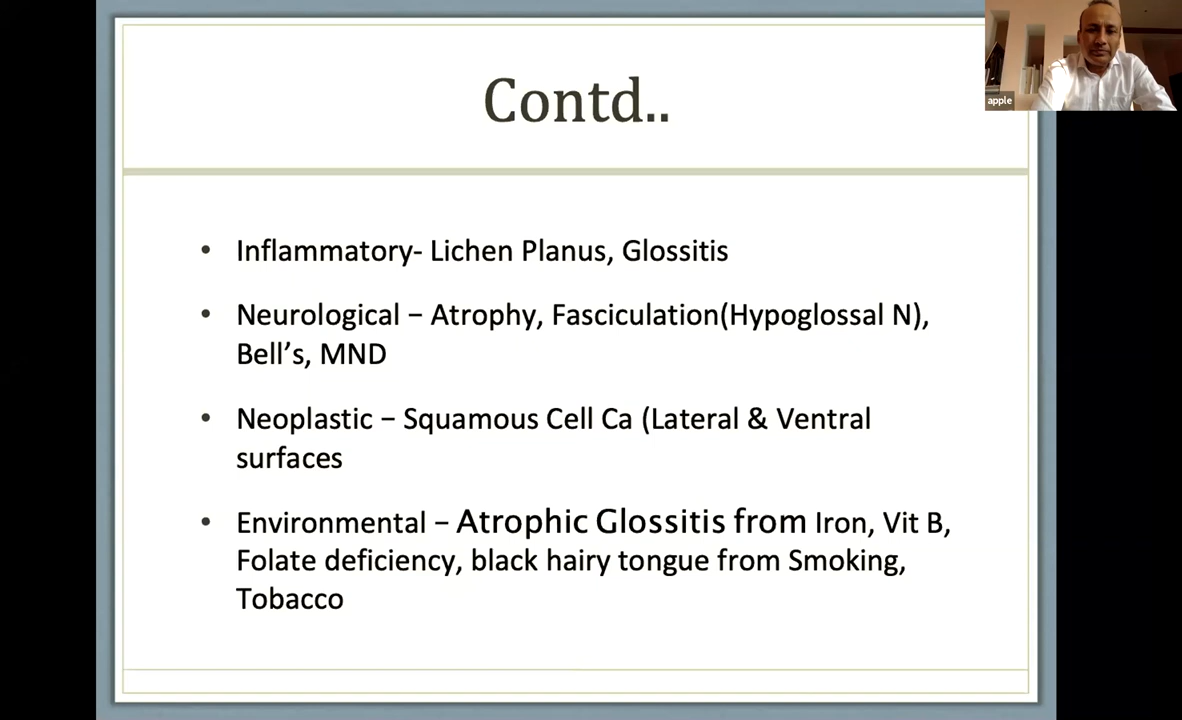 Contd..
apple
• Inflammatory- Lichen Planus, Glossitis
• Neurological – Atrophy, Fasciculation(Hypoglossal N),
Bell's, MND
• Neoplastic – Squamous Cell Ca (Lateral & Ventral
surfaces
• Environmental – Atrophic Glossitis from Iron, Vit B,
Folate deficiency, black hairy tongue from Smoking,
Tobacco